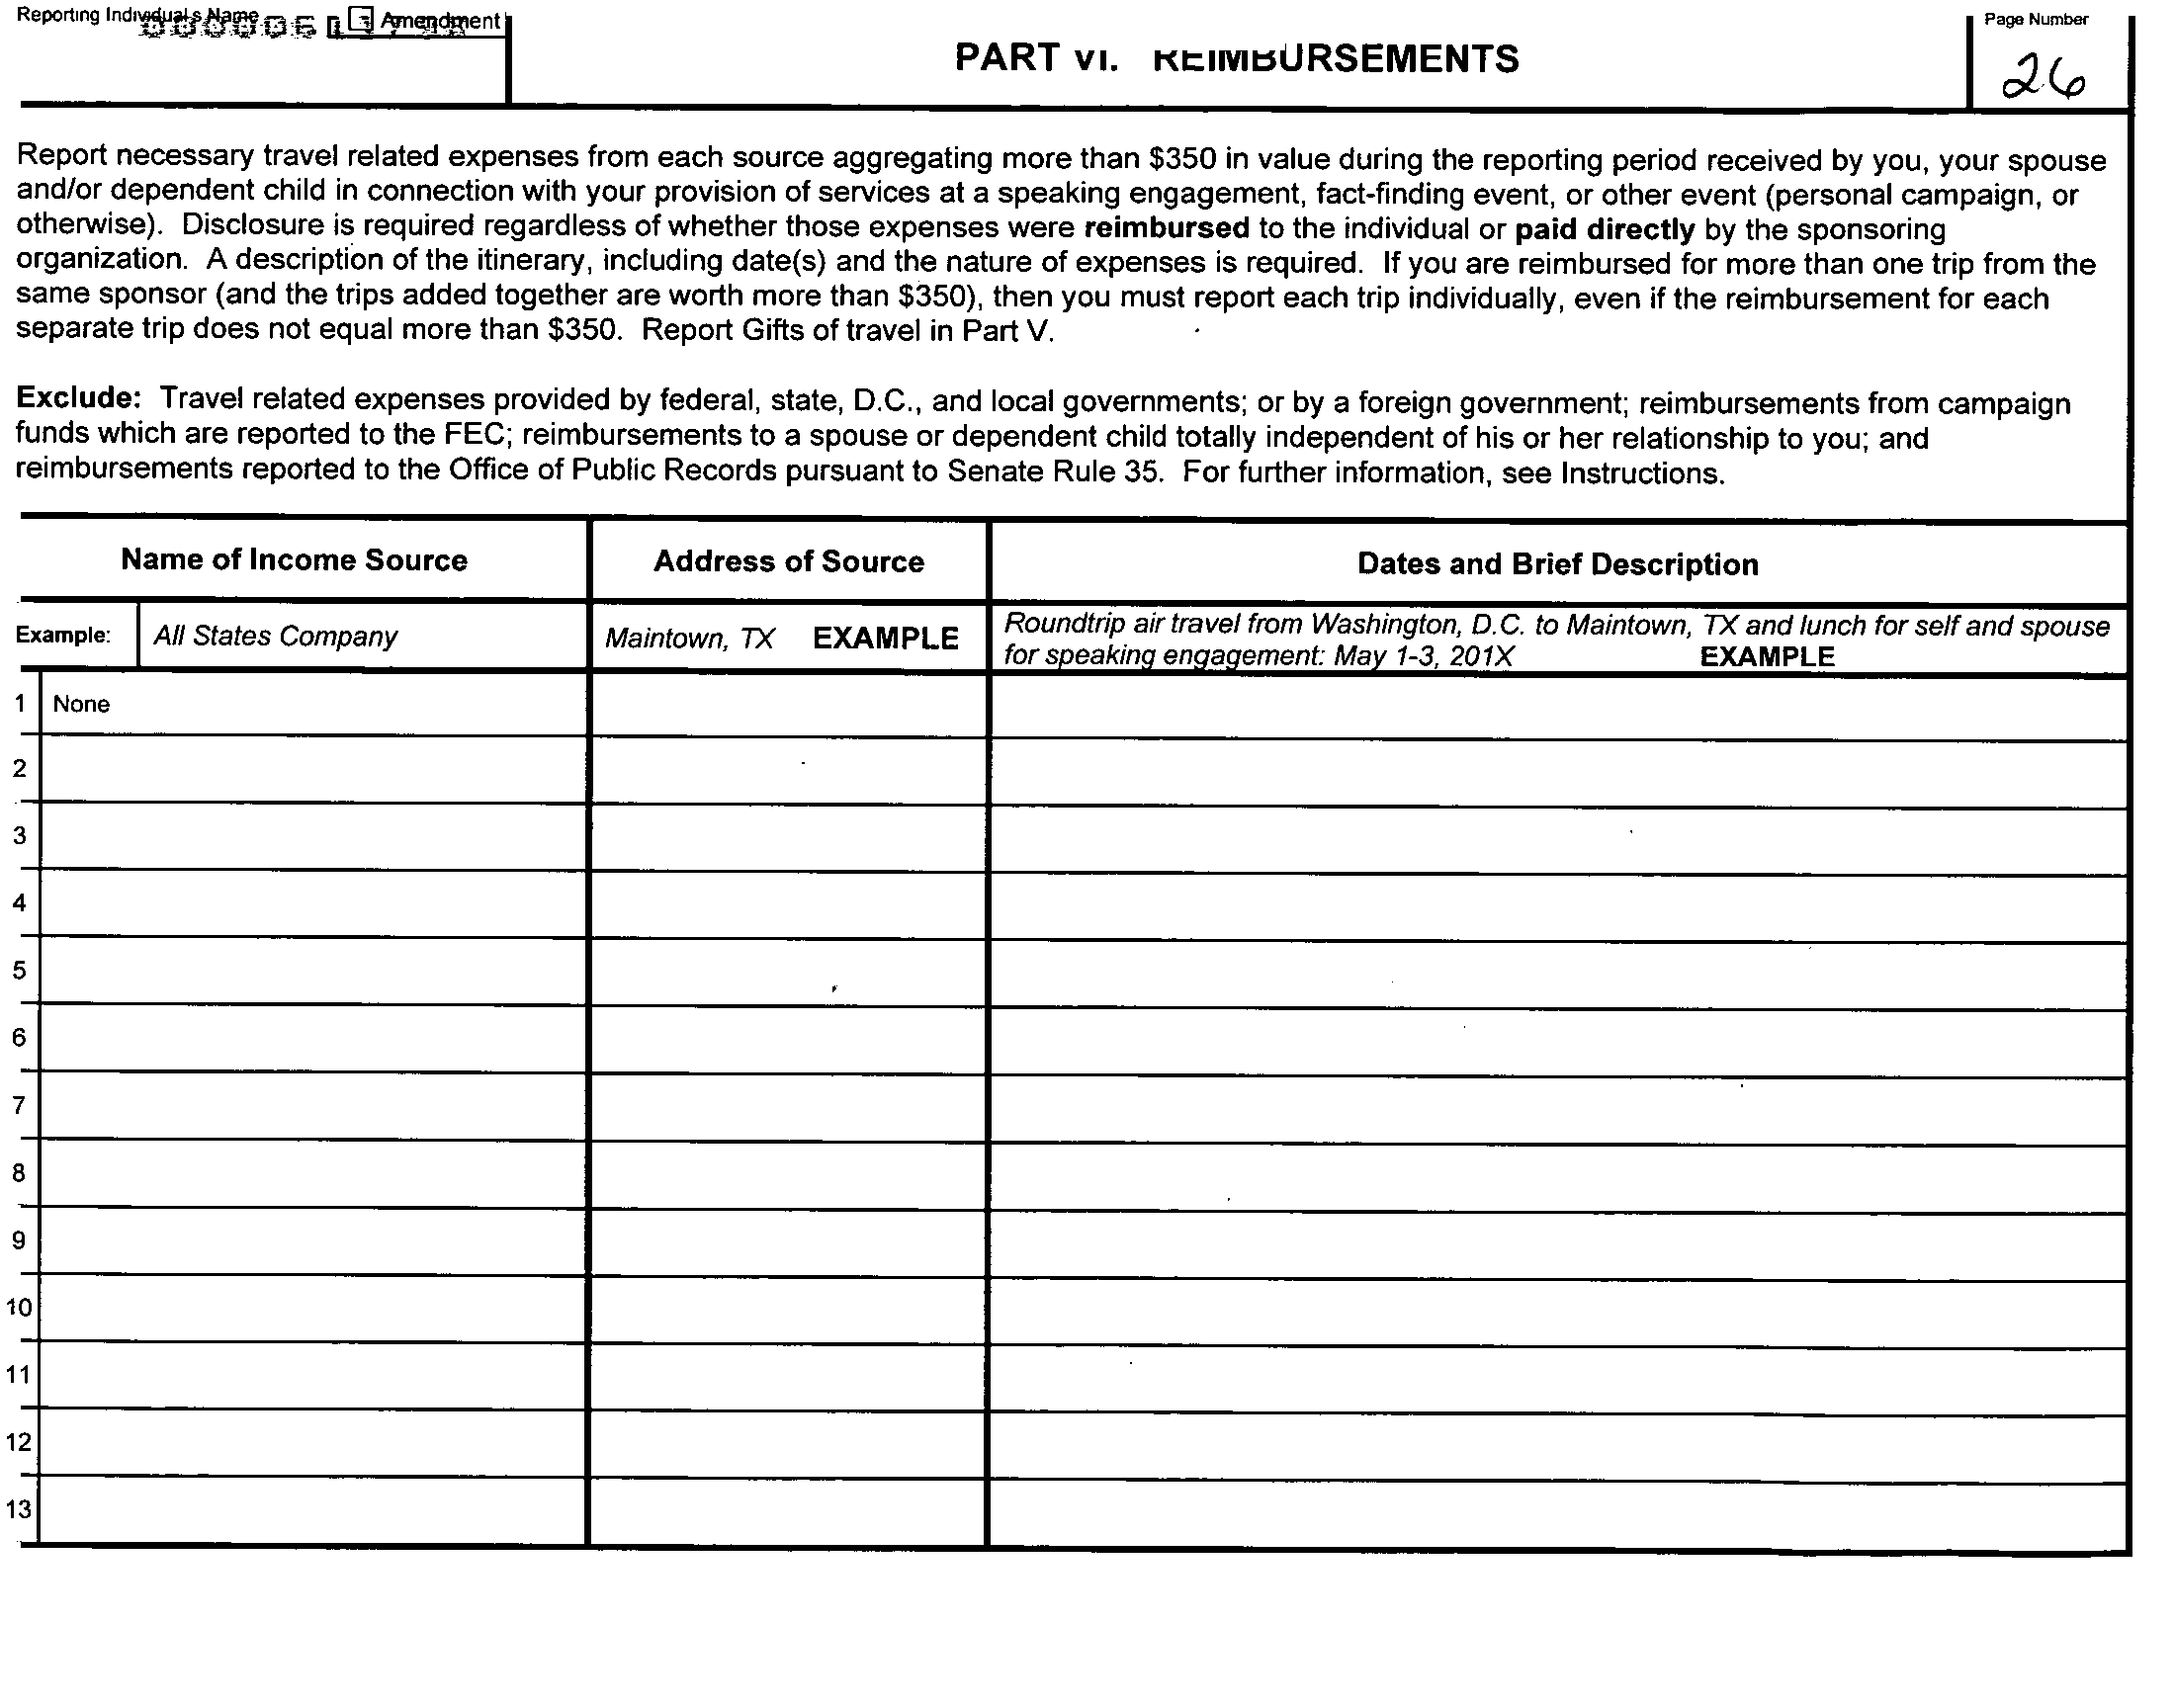 Reporting Individual's Name
Amendment
PART VI. REIMBURSEMENTS
Page Number
26
Report necessary travel related expenses from each source aggregating more than $350 in value during the reporting period received by you, your spouse
and/or dependent child in connection with your provision of services at a speaking engagement, fact-finding event, or other event (personal campaign, or
otherwise). Disclosure is required regardless of whether those expenses were reimbursed to the individual or paid directly by the sponsoring
organization. A description of the itinerary, including date(s) and the nature of expenses is required. If you are reimbursed for more than one trip from the
same sponsor (and the trips added together are worth more than $350), then you must report each trip individually, even if the reimbursement for each
separate trip does not equal more than $350. Report Gifts of travel in Part V.
Exclude: Travel related expenses provided by federal, state, D.C., and local governments; or by a foreign government; reimbursements from campaign
funds which are reported to the FEC; reimbursements to a spouse or dependent child totally independent of his or her relationship to you; and
reimbursements reported to the Office of Public Records pursuant to Senate Rule 35. For further information, see Instructions.
Name of Income Source
Address of Source
Dates and Brief Description
Example:
All States Company
Maintown, TX EXAMPLE
Roundtrip air travel from Washington, D.C. to Maintown, TX and lunch for self and spouse
for speaking engagement: May 1-3, 201X EXAMPLE
1 None
2
3
4
5
6
7
8
9
10
11
12
13